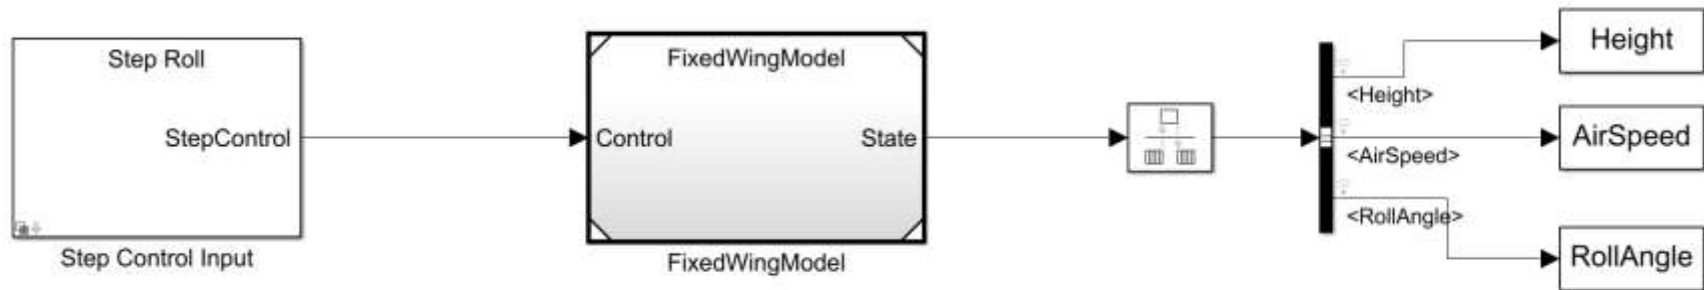 Step Roll
StepControl
Step Control Input
FixedWingModel
Control
State
FixedWingModel
<Height>
<AirSpeed>
<RollAngle>
Height
AirSpeed
RollAngle